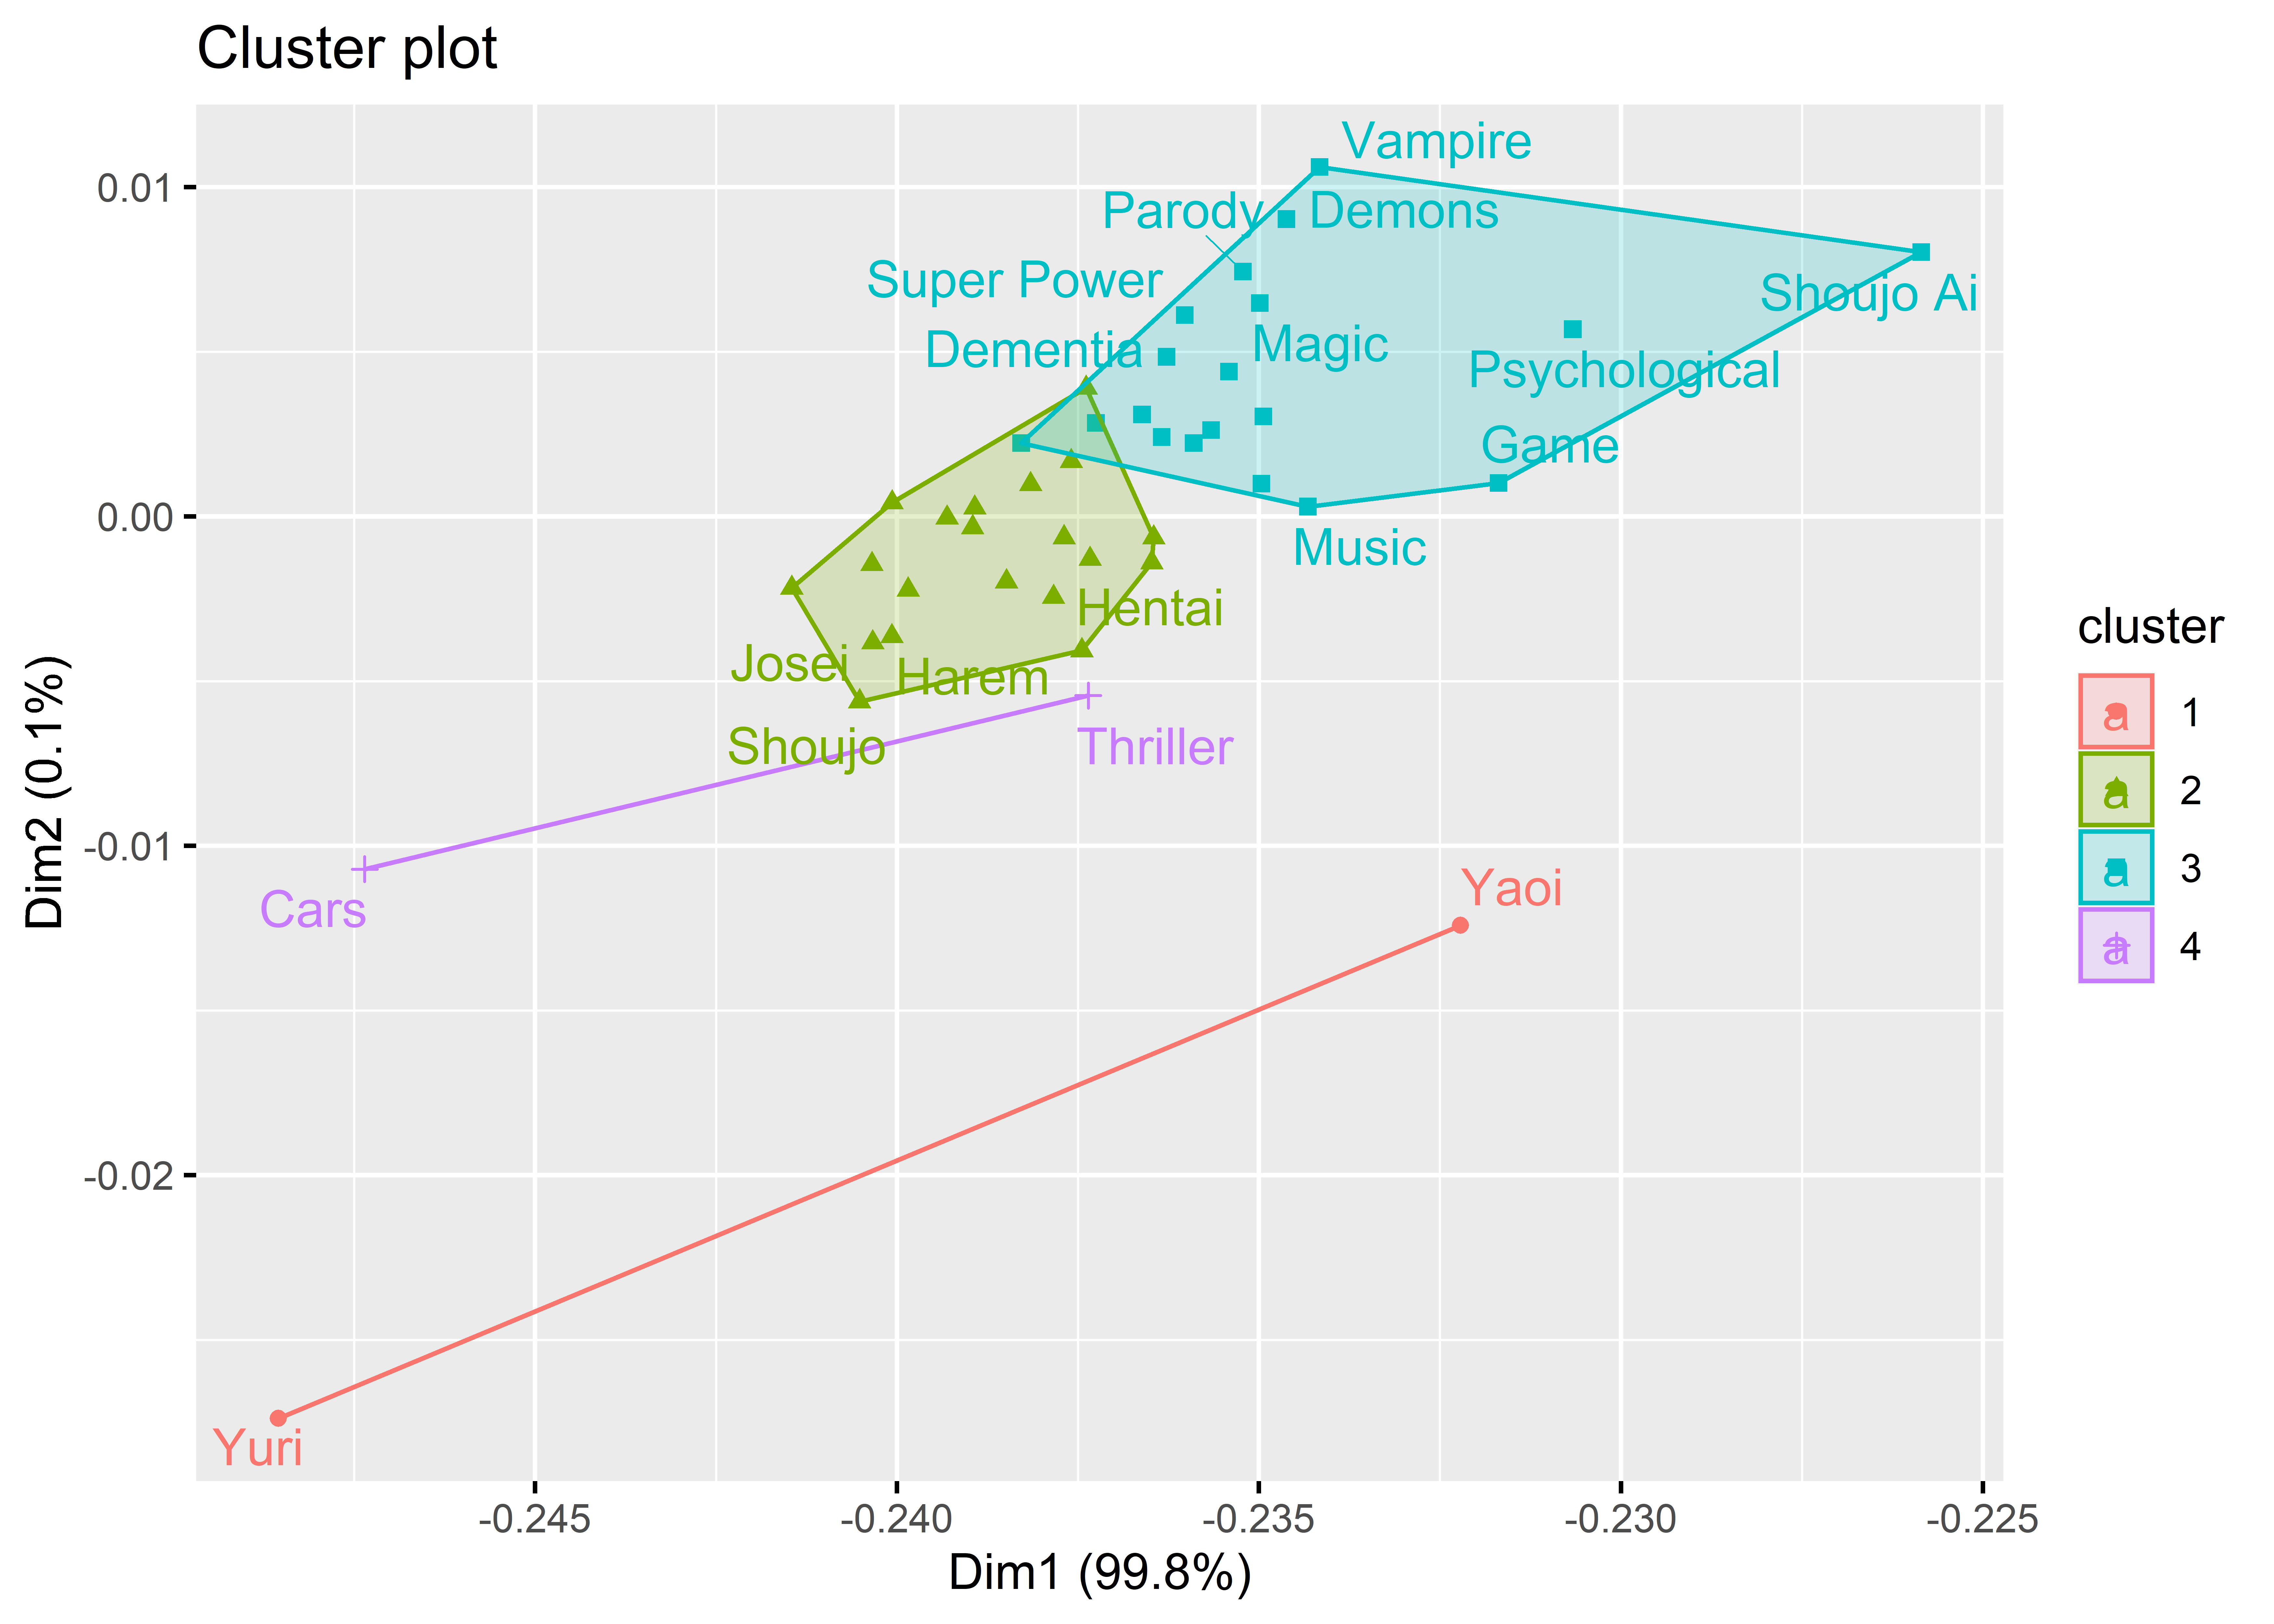 Cluster plot
Vampire
Parody
Demons
Super Power
Shoujo Ai
Dementia
Magic
Psychological
Game
Music
Hentai
Josei
Harem
Shoujo
Thriller
Cars
Yaoi
Yuri
0.01
0.00
-0.01
-0.02
Dim2 (0.1%)
-0.245
-0.240
-0.235
-0.230
-0.225
Dim1 (99.8%)
cluster
a 1
a 2
a 3
a 4